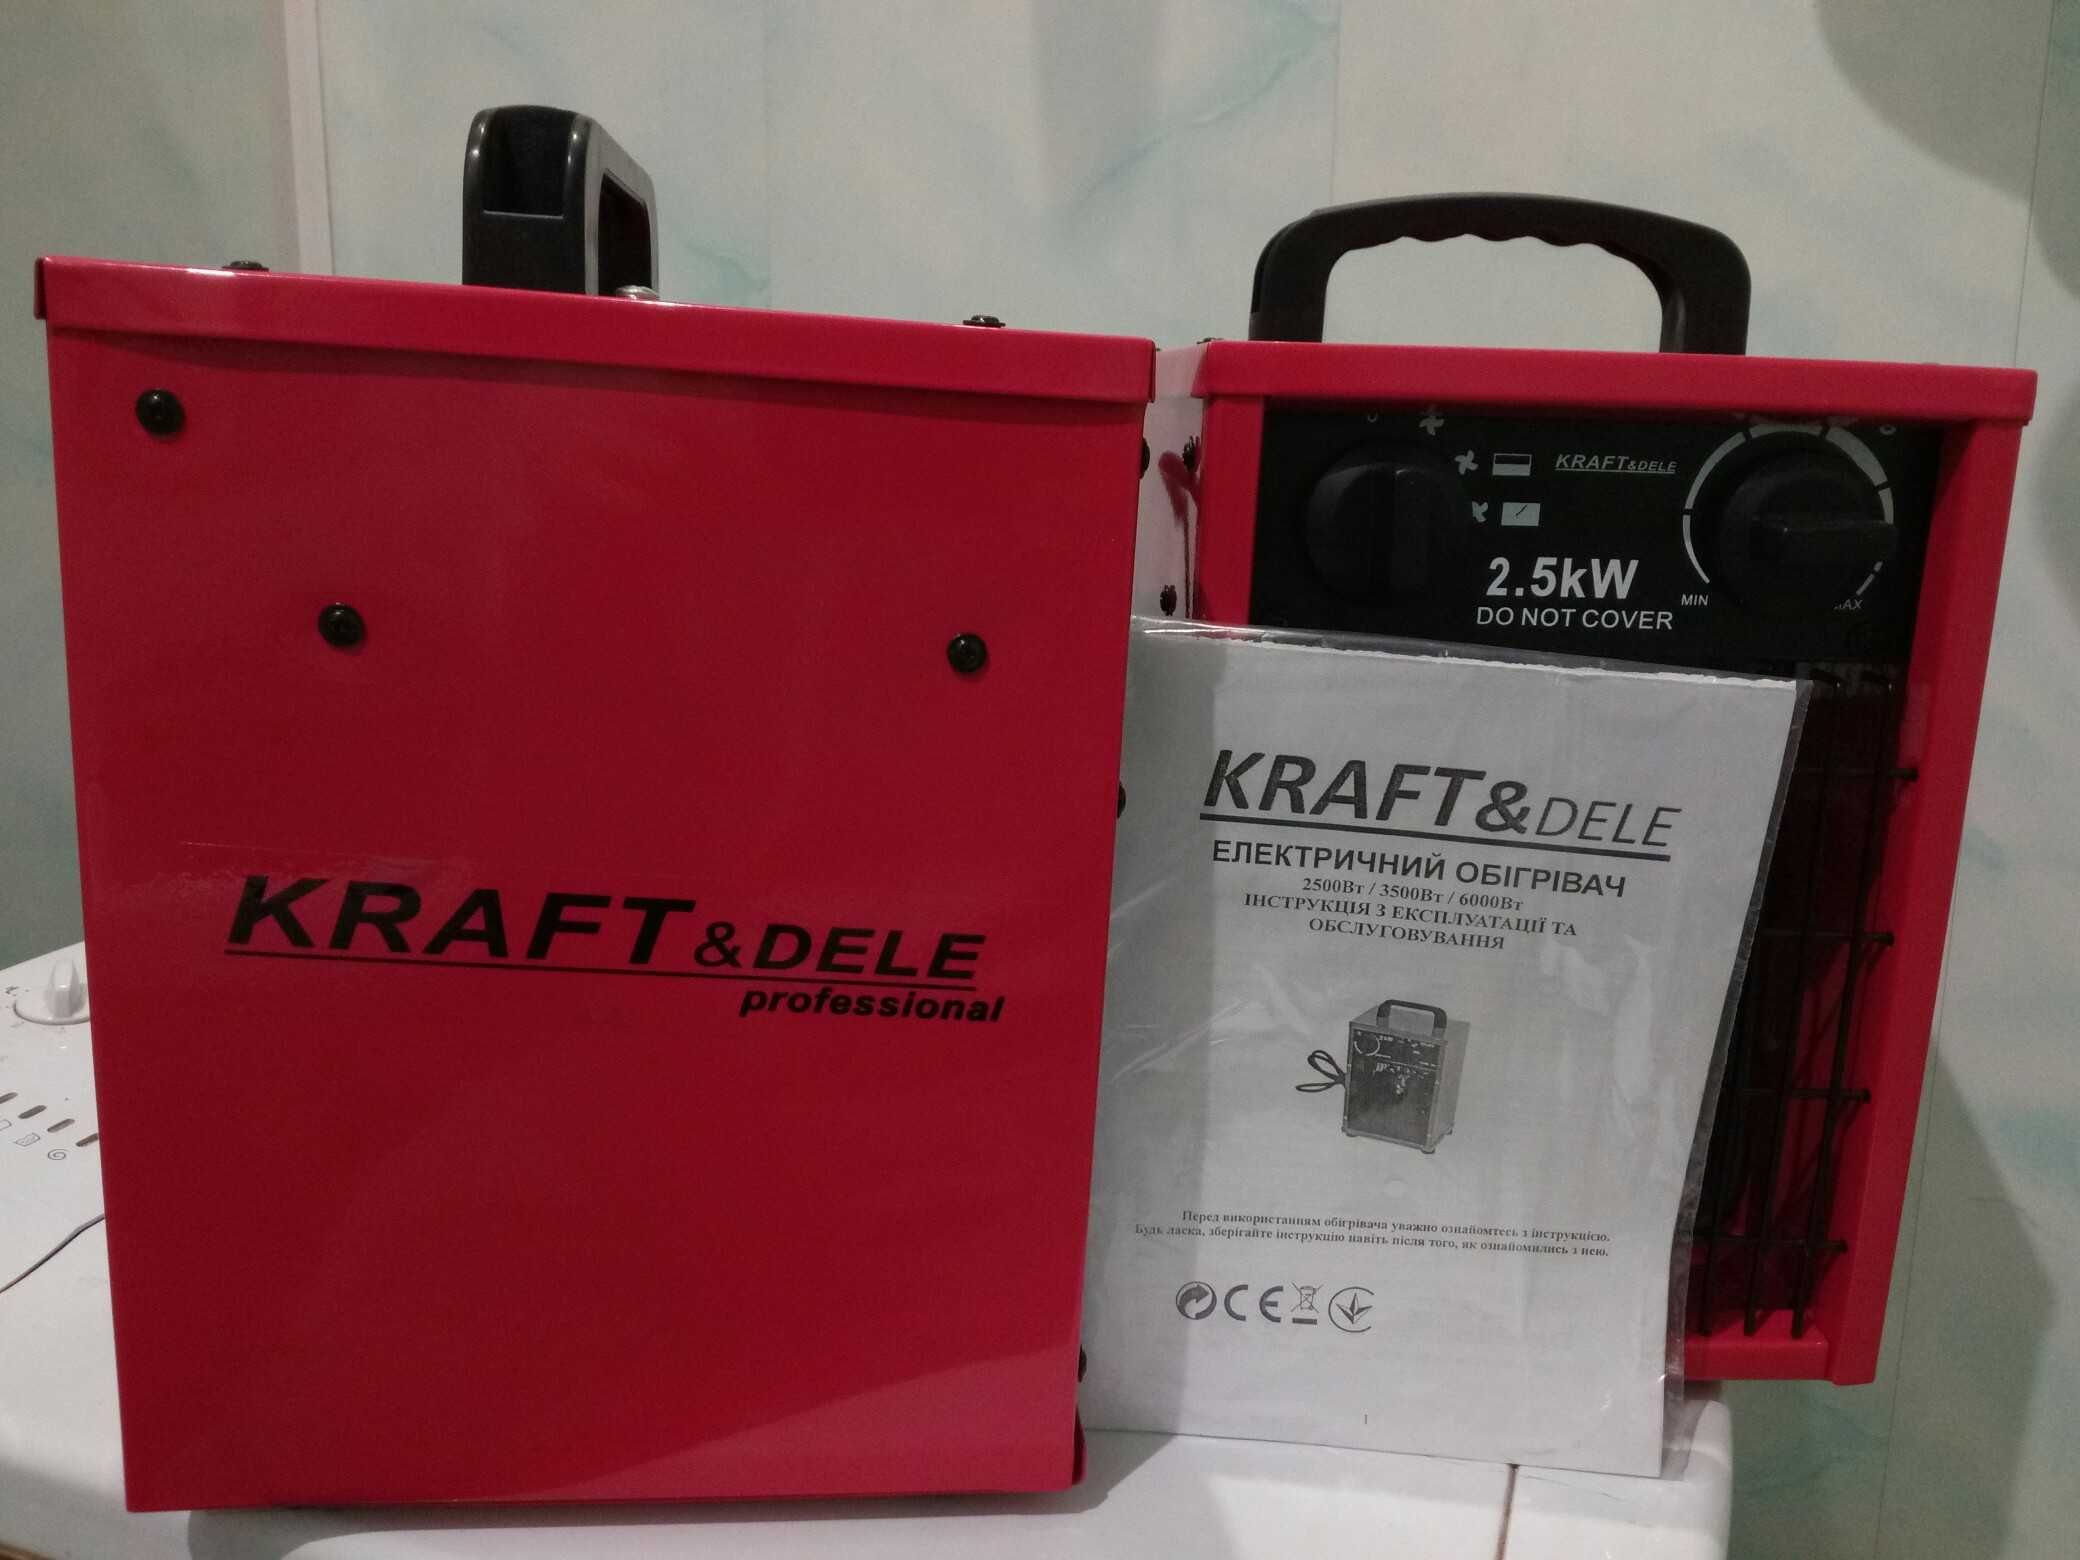 KRAFT&DELE
professional
KRAFT&DELE
2.5kW
DO NOT COVER
MIN
MAX
KRAFT&DELE
ЕЛЕКТРИЧНИЙ ОБІГРІВАЧ
2500Вт / 3500Вт / 6000Вт
ІНСТРУКЦІЯ З ЕКСПЛУАТАЦІЇ ТА
ОБСЛУГОВУВАННЯ
Перед використанням обігрівача уважно ознайомтесь з інструкцією.
Будь ласка, зберігайте інструкцію навіть після того, як ознайомились з нею.
CE
1